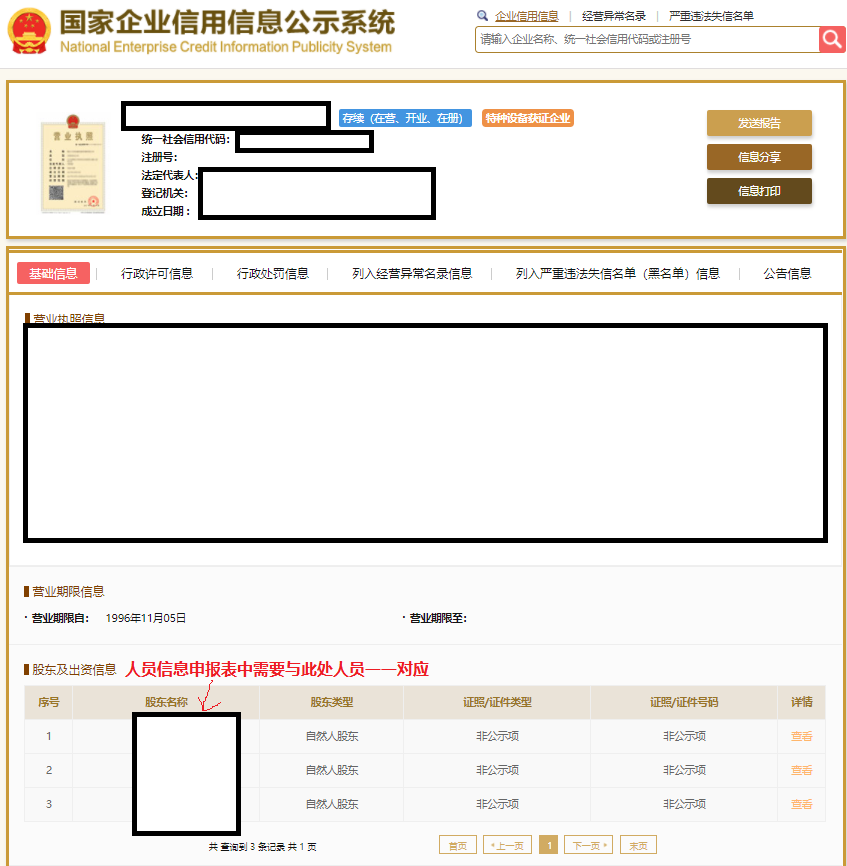 国家企业信用信息公示系统
National Enterprise Credit Information Publicity System
企业信用信息 | 经营异常名录 | 严重违法失信名单
请输入企业名称、统一社会信用代码或注册号
营业执照
存续（在营、开业、在册） 特种设备获证企业
统一社会信用代码：
注册号：
法定代表人：
登记机关：
成立日期：
发送报告
信息分享
信息打印
基础信息 | 行政许可信息 | 行政处罚信息 | 列入经营异常名录信息 | 列入严重违法失信名单（黑名单）信息 | 公告信息
营业执照信息
营业期限信息
· 营业期限自： 1996年11月05日 · 营业期限至：
股东及出资信息 人员信息申报表中需要与此处人员一一对应
序号 股东名称 股东类型 证照/证件类型 证照/证件号码 详情
1 自然人股东 非公示项 非公示项 查看
2 自然人股东 非公示项 非公示项 查看
3 自然人股东 非公示项 非公示项 查看
共 查询到 3 条记录 共 1 页 首页 上一页 1 下一页 末页